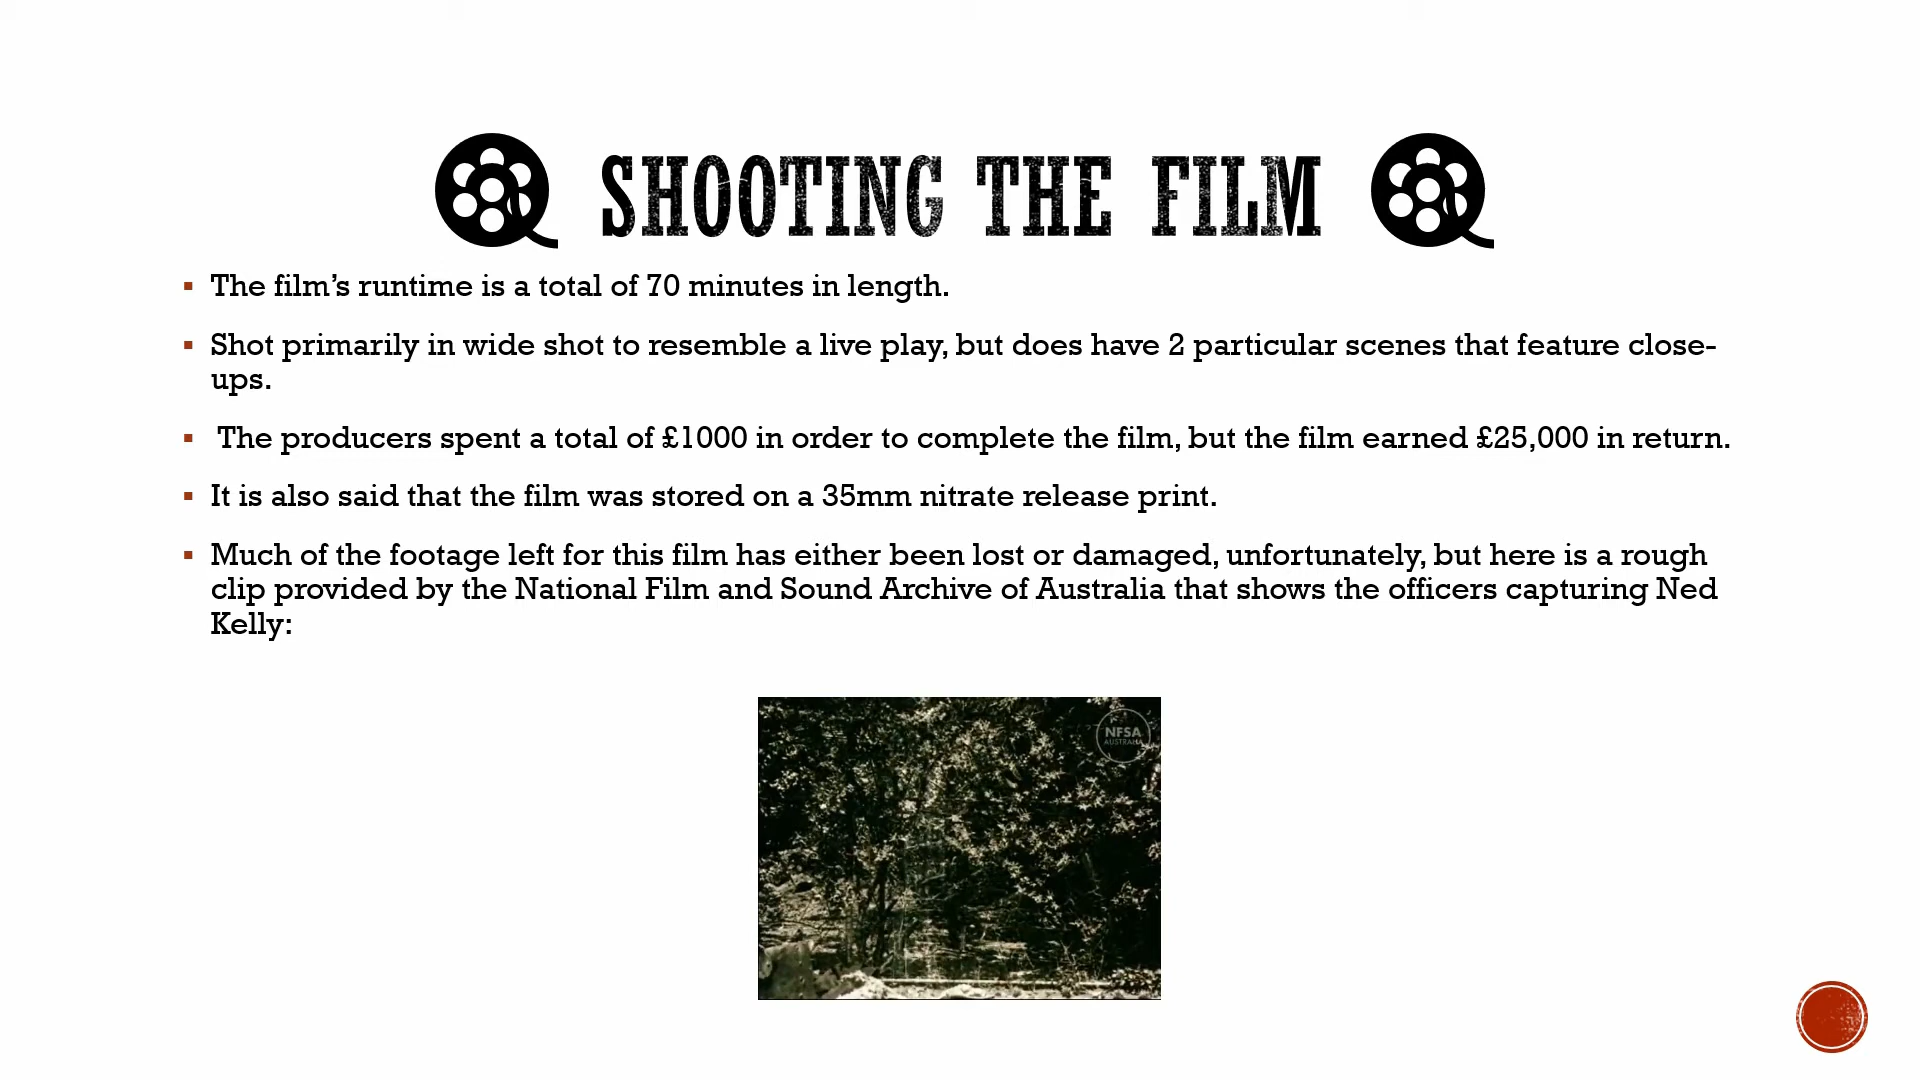 SHOOTING THE FILM
The film’s runtime is a total of 70 minutes in length.
Shot primarily in wide shot to resemble a live play, but does have 2 particular scenes that feature close-
ups.
The producers spent a total of £1000 in order to complete the film, but the film earned £25,000 in return.
It is also said that the film was stored on a 35mm nitrate release print.
Much of the footage left for this film has either been lost or damaged, unfortunately, but here is a rough
clip provided by the National Film and Sound Archive of Australia that shows the officers capturing Ned
Kelly:
NFSA
AUSTRALIA